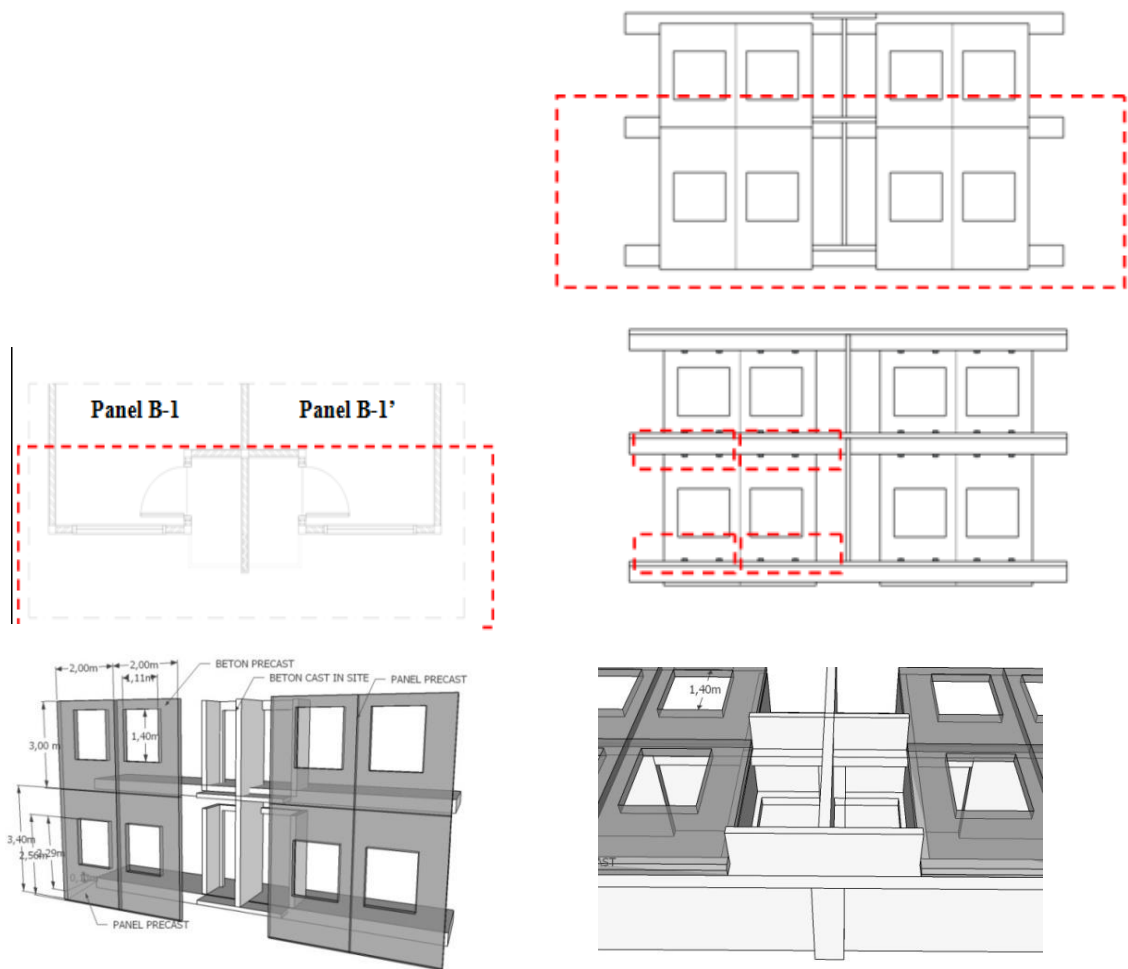 Panel B-1
Panel B-1’
2,00m
2,00m
1,11m
BETON PRECAST
BETON CAST IN SITE
PANEL PRECAST
3,00 m
1,40m
3,40m
2,56m
2,29m
PANEL PRECAST
1,40m